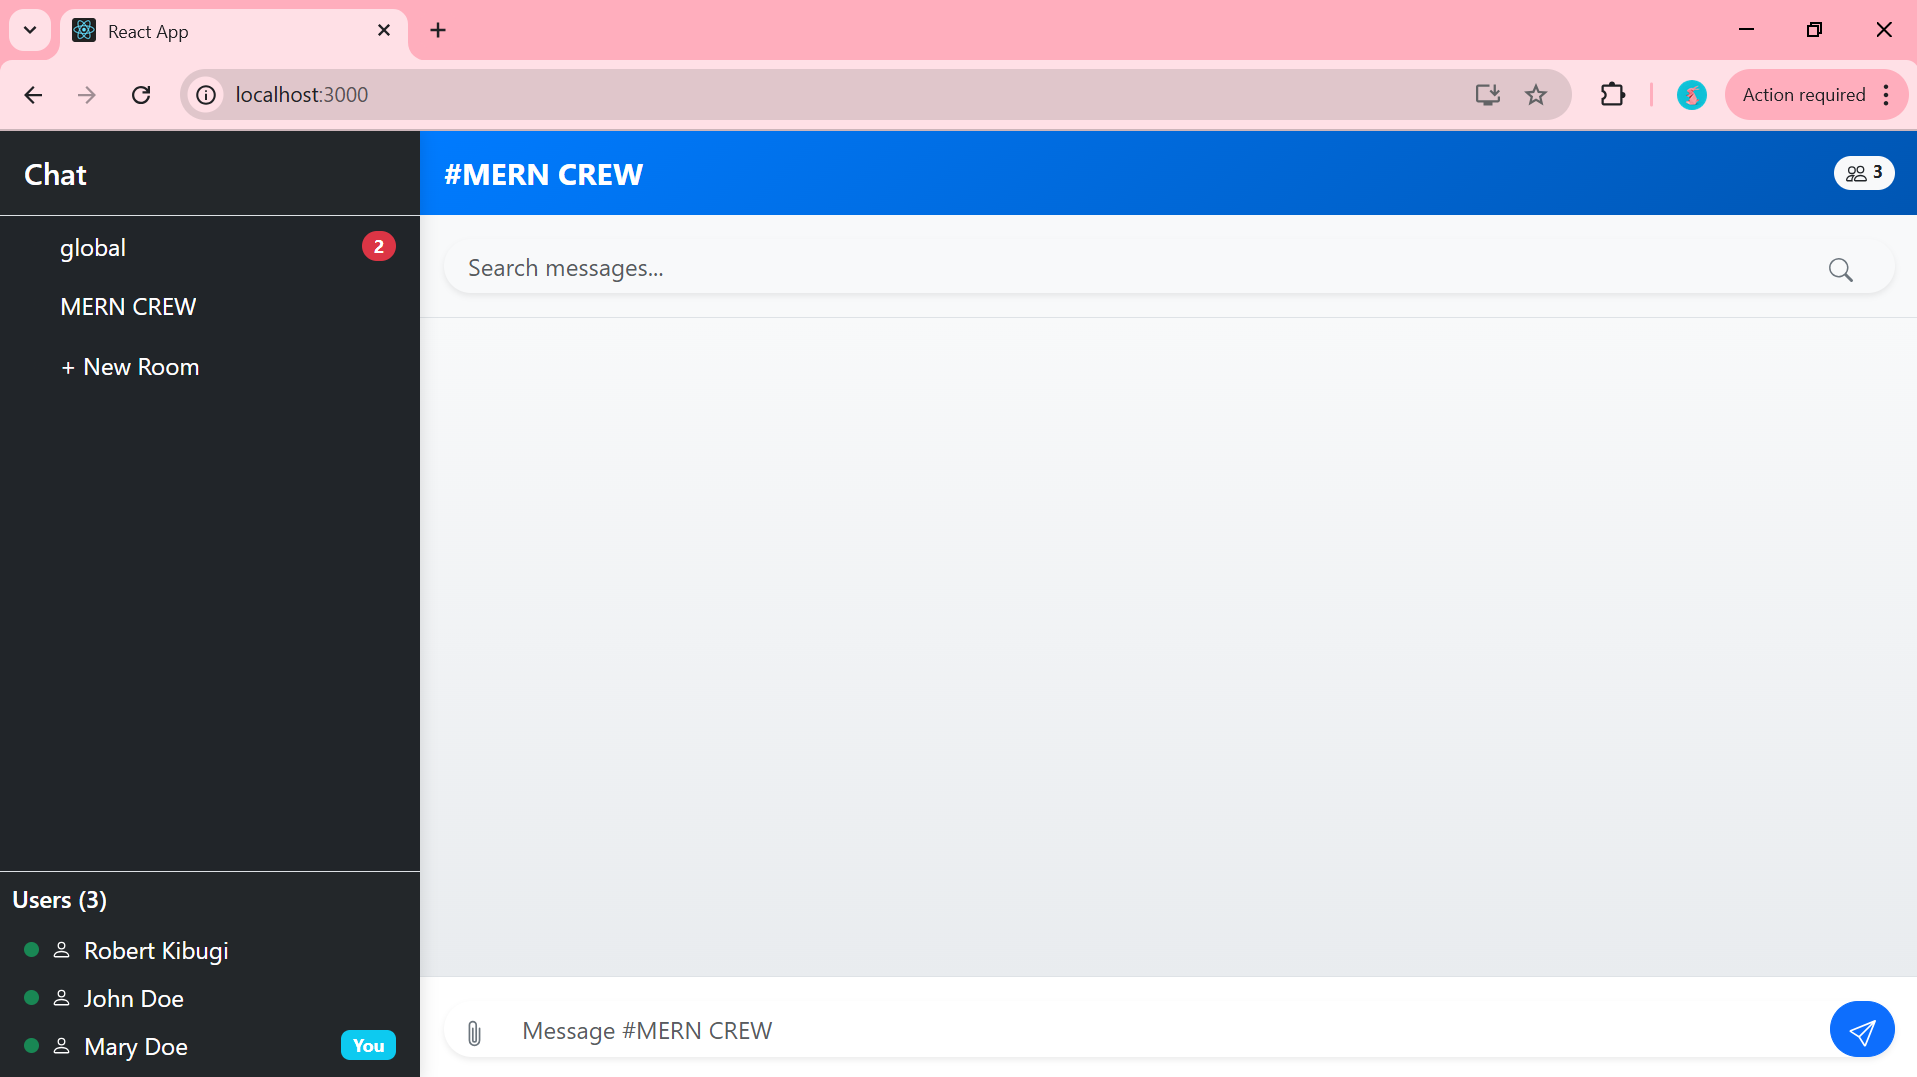 React App
localhost:3000
Action required
Chat
#MERN CREW
3
global
2
MERN CREW
+ New Room
Search messages...
Users (3)
Robert Kibugi
John Doe
Mary Doe
You
Message #MERN CREW